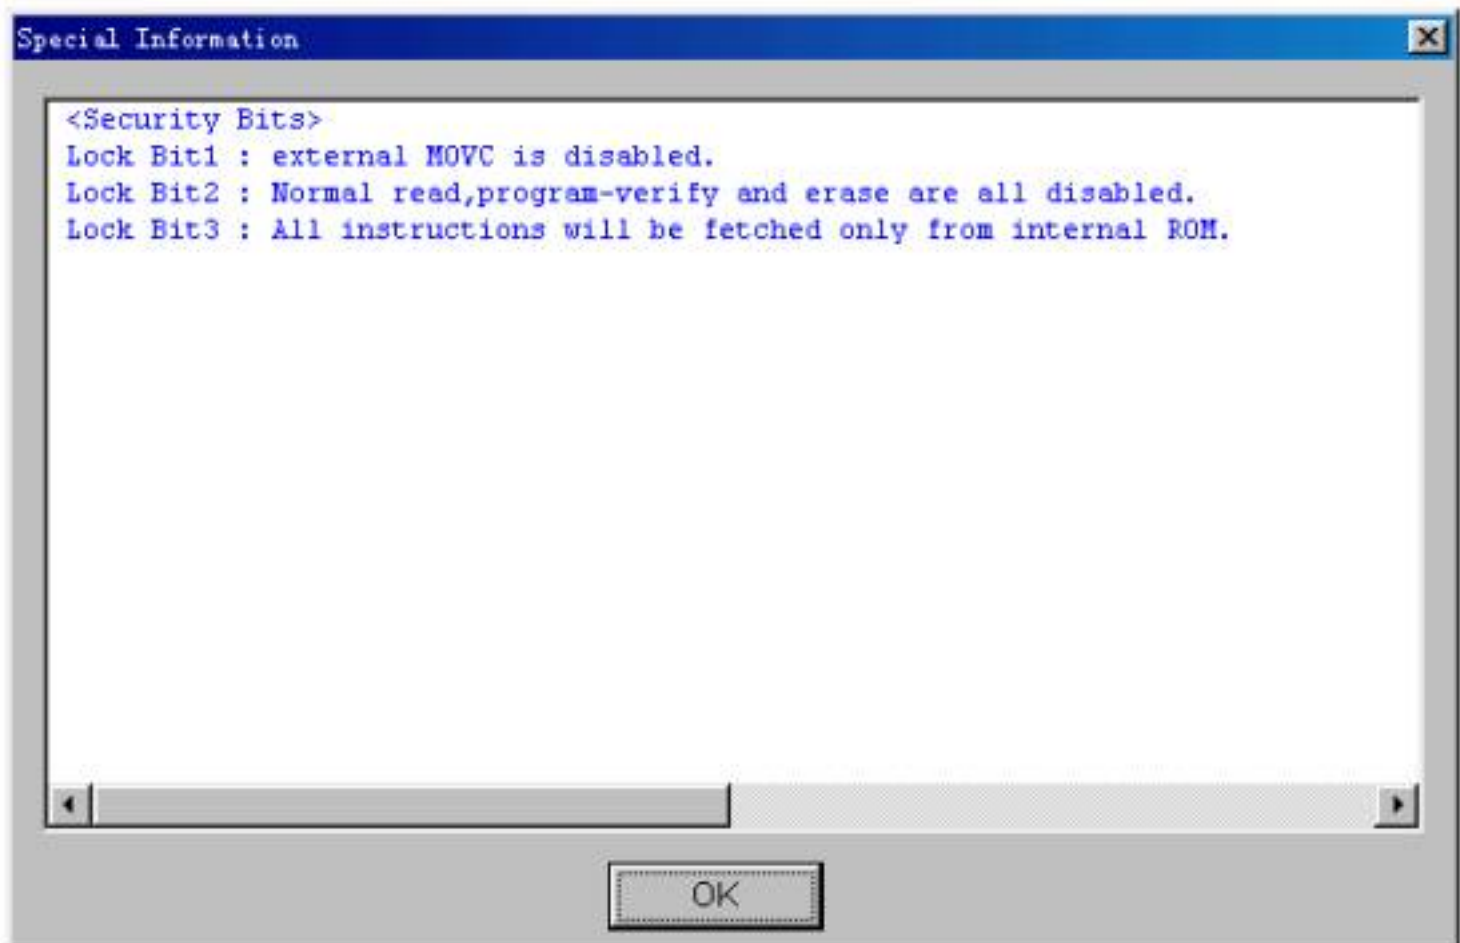 Special Information
<Security Bits>
Lock Bit1 : external MOVC is disabled.
Lock Bit2 : Normal read,program-verify and erase are all disabled.
Lock Bit3 : All instructions will be fetched only from internal ROM.
OK